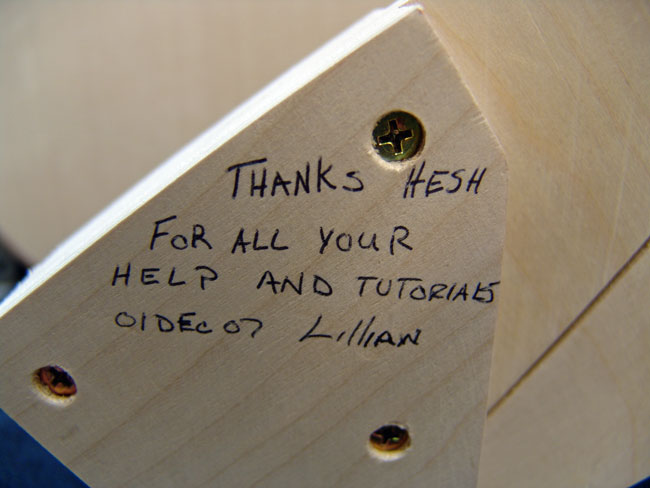 THANKS HESH
FOR ALL YOUR
HELP AND TUTORIALS
01DEC07 Lillian